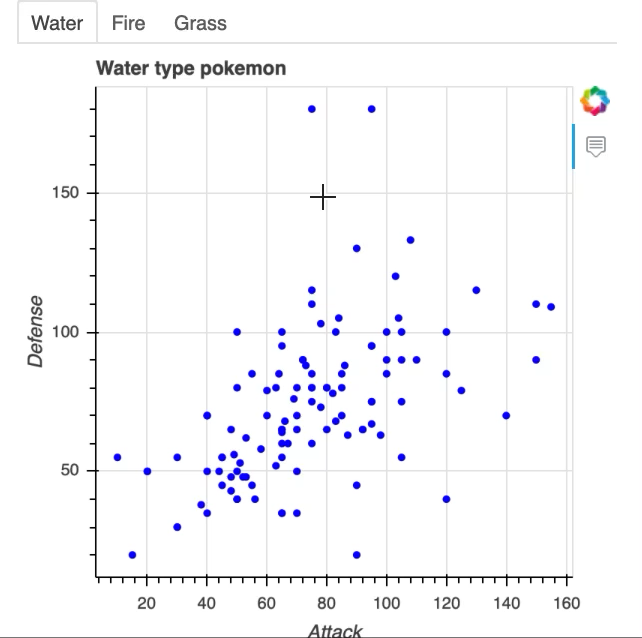 Water Fire Grass
Water type pokemon
150
100
50
Defense
20 40 60 80 100 120 140 160
Attack